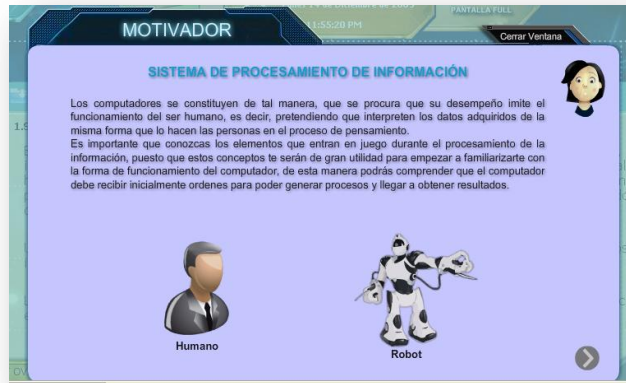 PANTALLA FULL
11:55:20 PM
MOTIVADOR
Cerrar Ventana
SISTEMA DE PROCESAMIENTO DE INFORMACIÓN
Los computadores se constituyen de tal manera, que se procura que su desempeño imite el
funcionamiento del ser humano, es decir, pretendiendo que interpreten los datos adquiridos de la
misma forma que lo hacen las personas en el proceso de pensamiento.
Es importante que conozcas los elementos que entran en juego durante el procesamiento de la
información, puesto que estos conceptos te serán de gran utilidad para empezar a familiarizarte con
la forma de funcionamiento del computador, de esta manera podrás comprender que el computador
debe recibir inicialmente ordenes para poder generar procesos y llegar a obtener resultados.
Humano
Robot